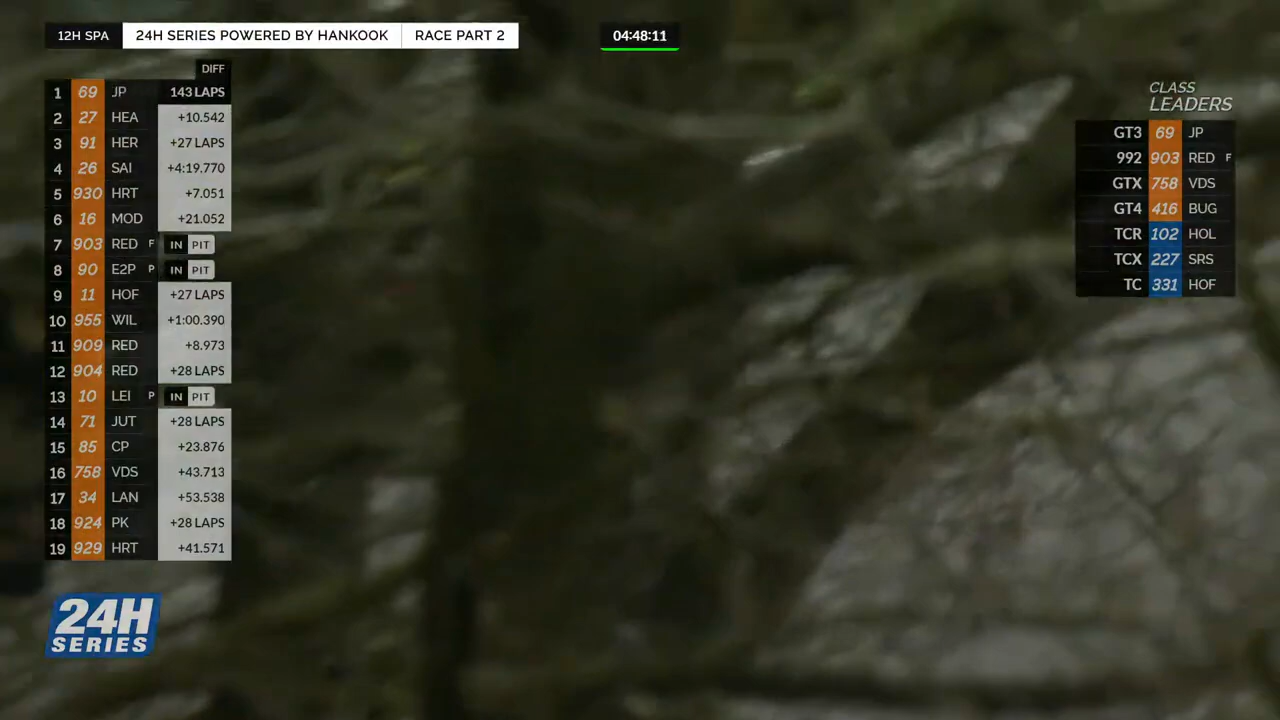 12H SPA 24H SERIES POWERED BY HANKOOK RACE PART 2 04:48:11
DIFF
1 69 JP 143 LAPS
2 27 HEA +10.542
3 91 HER +27 LAPS
4 26 SAI +4:19.770
5 930 HRT +7.051
6 16 MOD +21.052
7 903 RED F IN PIT
8 90 E2P P IN PIT
9 11 HOF +27 LAPS
10 955 WIL +1:00.390
11 909 RED +8.973
12 904 RED +28 LAPS
13 10 LEI P IN PIT
14 71 JUT +28 LAPS
15 85 CP +23.876
16 758 VDS +43.713
17 34 LAN +53.538
18 924 PK +28 LAPS
19 929 HRT +41.571
CLASS
LEADERS
GT3 69 JP
992 903 RED F
GTX 758 VDS
GT4 416 BUG
TCR 102 HOL
TCX 227 SRS
TC 331 HOF
24H
SERIES